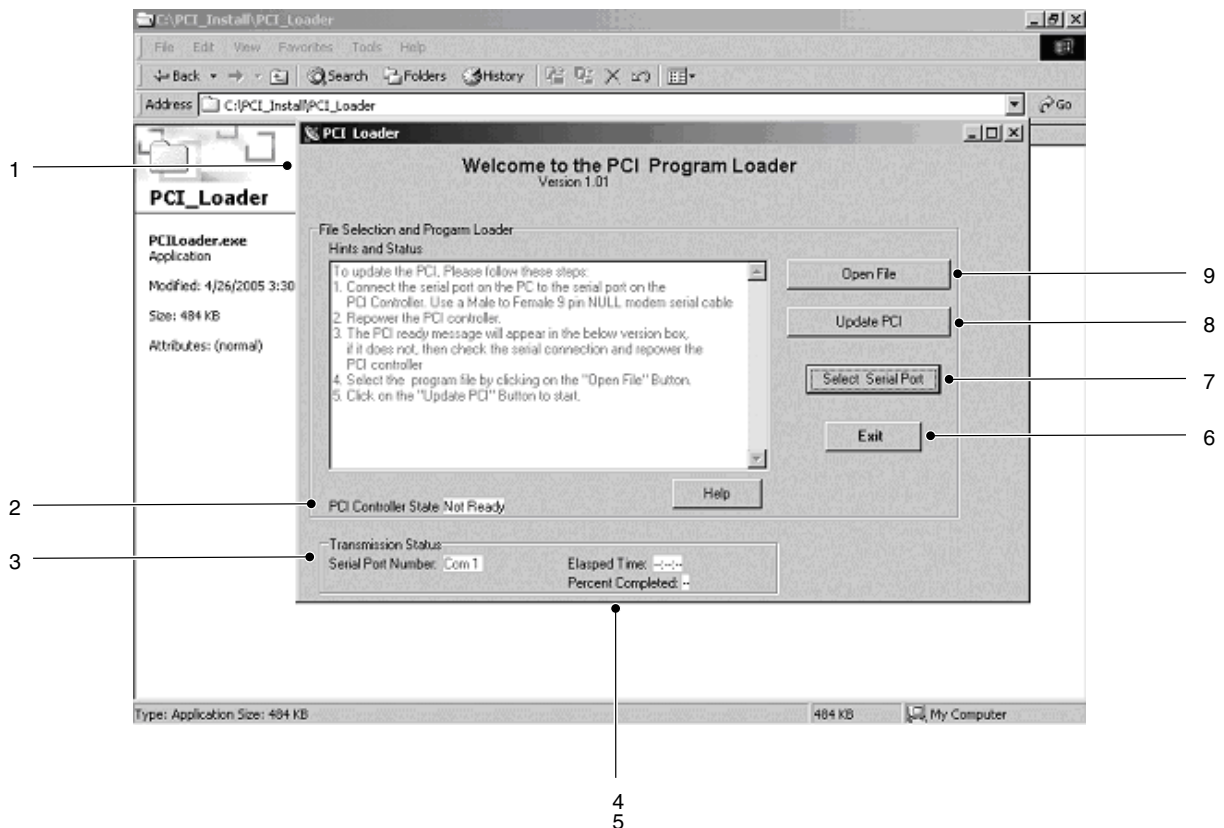 C:\PCI_Install\PCI_Loader
File Edit View Favorites Tools Help
Back Search Folders History
Address C:\PCI_Install\PCI_Loader Go
PCI_Loader
PCILoader.exe
Application
Modified: 4/26/2005 3:30
Size: 484 KB
Attributes: (normal)
PCI Loader
Welcome to the PCI Program Loader
Version 1.01
File Selection and Progarm Loader
Hints and Status
To update the PCI, Please follow these steps:
1. Connect the serial port on the PC to the serial port on the
PCI Controller. Use a Male to Female 9 pin NULL modem serial cable
2. Repower the PCI controller.
3. The PCI ready message will appear in the below version box,
if it does not, then check the serial connection and repower the
PCI controller
4. Select the program file by clicking on the "Open File" Button.
5. Click on the "Update PCI" Button to start.
Open File
Update PCI
Select Serial Port
Exit
Help
PCI Controller State Not Ready
Transmission Status
Serial Port Number: Com 1
Elasped Time: --:--:--
Percent Completed: --
Type: Application Size: 484 KB
484 KB
My Computer
1
2
3
4
5
6
7
8
9